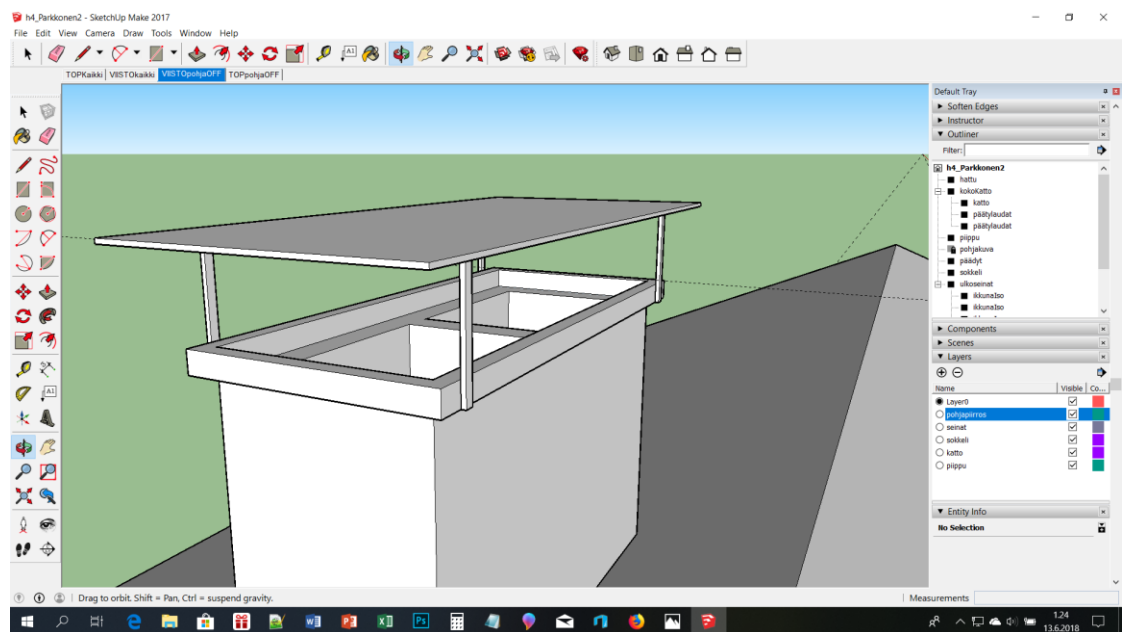 h4_Parkkonen2 - SketchUp Make 2017
File Edit View Camera Draw Tools Window Help
TOPKaikki VIISTOkaikki VIISTOpohjaOFF TOPpohjaOFF
Default Tray
Soften Edges
Instructor
Outliner
Filter:
h4_Parkkonen2
hattu
kokoKatto
katto
päätylaudat
päätylaudat
piippu
pohjakuva
päädyt
sokkeli
ulkoseinat
ikkunaIso
ikkunaIso
Components
Scenes
Layers
Name Visible Co...
Layer0
pohjapiirros
seinat
sokkeli
katto
piippu
Entity Info
No Selection
Drag to orbit. Shift = Pan, Ctrl = suspend gravity.
Measurements
1.24
13.6.2018